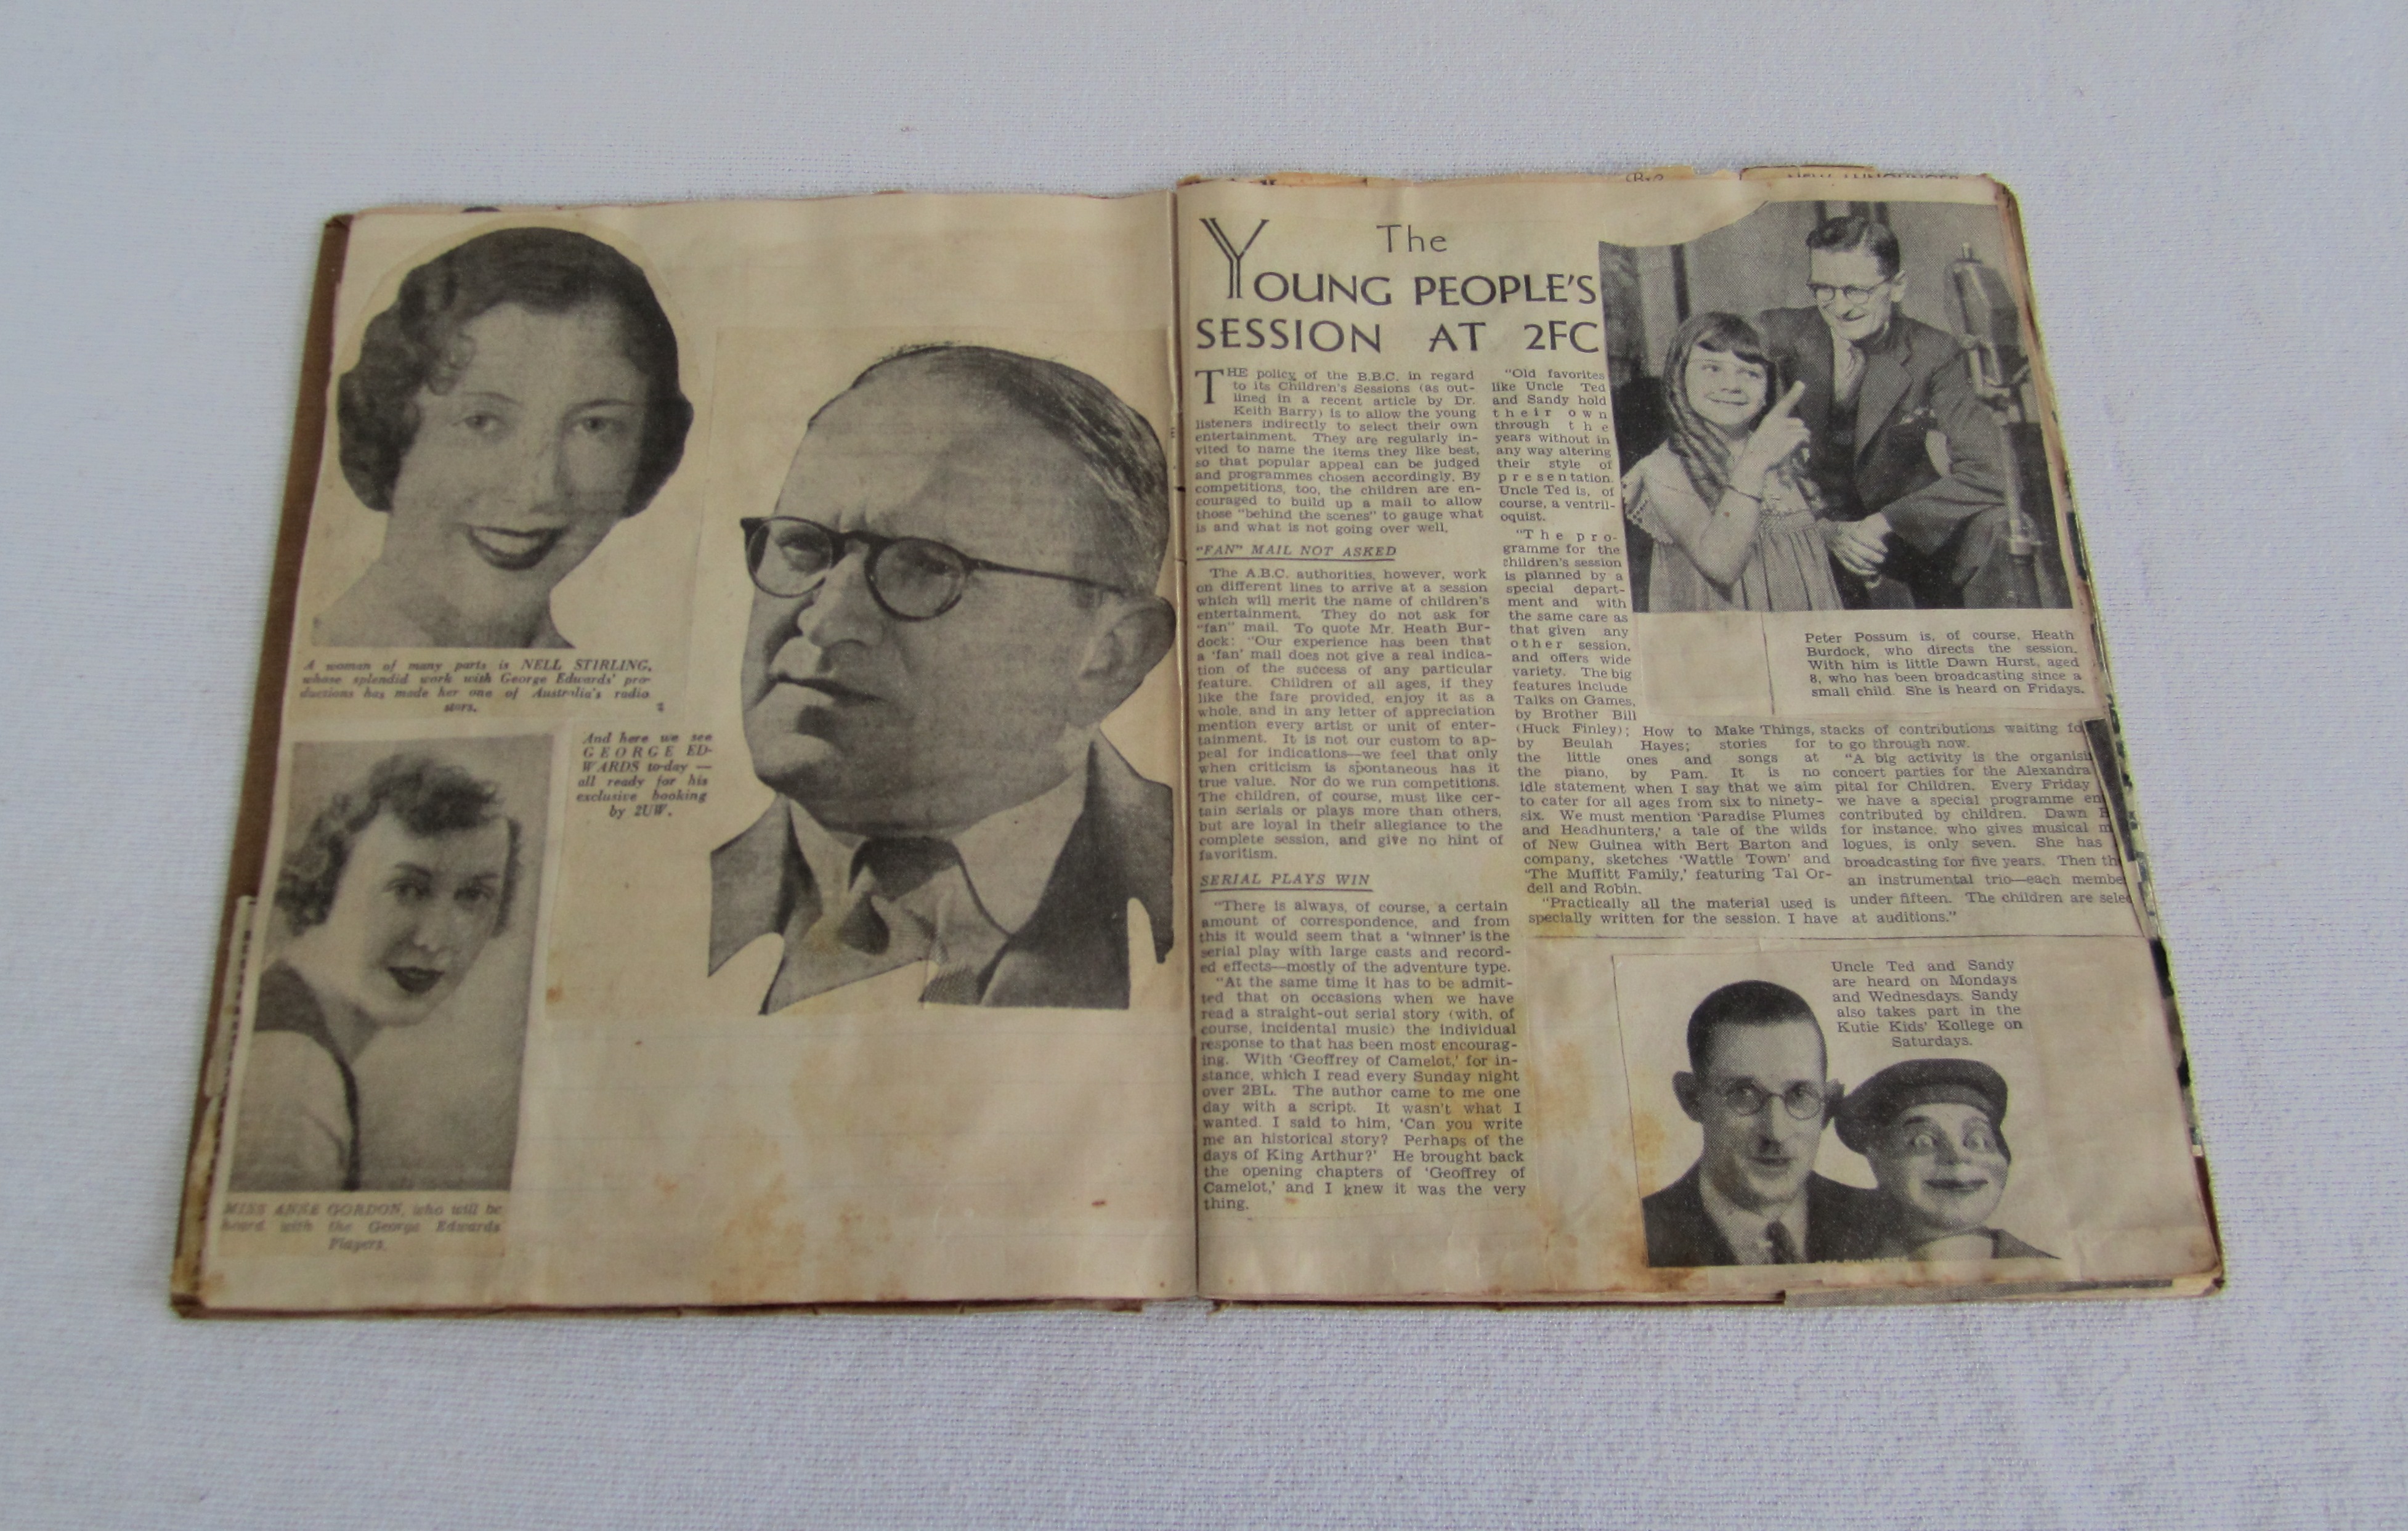 A woman of many parts is NELL STIRLING,
whose splendid work with George Edwards' pro-
ductions has made her one of Australia's radio
stars.
And here we see
GEORGE ED-
WARDS to-day —
all ready for his
exclusive booking
by 2UW.
MISS ANNE GORDON, who will be
heard with the George Edwards
Players.
The
YOUNG PEOPLE'S
SESSION AT 2FC
THE policy of the B.B.C. in regard
to its Children's Sessions (as out-
lined in a recent article by Dr.
Keith Barry) is to allow the young
listeners indirectly to select their own
entertainment. They are regularly in-
vited to name the items they like best,
so that popular appeal can be judged
and programmes chosen accordingly. By
competitions, too, the children are en-
couraged to build up a mail to allow
those "behind the scenes" to gauge what
is and what is not going over well.
"FAN" MAIL NOT ASKED
The A.B.C. authorities, however, work
on different lines to arrive at a session
which will merit the name of children's
entertainment. They do not ask for
"fan" mail. To quote Mr. Heath Bur-
dock: "Our experience has been that
a 'fan' mail does not give a real indica-
tion of the success of any particular
feature. Children of all ages, if they
like the fare provided, enjoy it as a
whole, and in any letter of appreciation
mention every artist or unit of enter-
tainment. It is not our custom to ap-
peal for indications—we feel that only
when criticism is spontaneous has it
true value. Nor do we run competitions.
The children, of course, must like cer-
tain serials or plays more than others,
but are loyal in their allegiance to the
complete session, and give no hint of
favoritism.
SERIAL PLAYS WIN
"There is always, of course, a certain
amount of correspondence, and from
this it would seem that a 'winner' is the
serial play with large casts and record-
ed effects—mostly of the adventure type.
"At the same time it has to be admit-
ted that on occasions when we have
read a straight-out serial story (with, of
course, incidental music) the individual
response to that has been most encourag-
ing. With 'Geoffrey of Camelot,' for in-
stance, which I read every Sunday night
over 2BL. The author came to me one
day with a script. It wasn't what I
wanted. I said to him, 'Can you write
me an historical story? Perhaps of the
days of King Arthur?' He brought back
the opening chapters of 'Geoffrey of
Camelot,' and I knew it was the very
thing.
"Old favorites
like Uncle Ted
and Sandy hold
their own
through the
years without in
any way altering
their style of
presentation.
Uncle Ted is, of
course, a ventril-
oquist.
"The pro-
gramme for the
children's session
is planned by a
special depart-
ment and with
the same care as
that given any
other session,
and offers wide
variety. The big
features include
Talks on Games,
by Brother Bill
(Huck Finley); How to Make Things,
by Beulah Hayes; stories for
the little ones and songs at
the piano, by Pam. It is no
idle statement when I say that we aim
to cater for all ages from six to ninety-
six. We must mention 'Paradise Plumes
and Headhunters,' a tale of the wilds
of New Guinea with Bert Barton and
company, sketches 'Wattle Town' and
'The Muffitt Family,' featuring Tal Or-
dell and Robin.
"Practically all the material used is
specially written for the session. I have
stacks of contributions waiting fo
to go through now.
"A big activity is the organisi
concert parties for the Alexandra
pital for Children. Every Friday
we have a special programme en
contributed by children. Dawn
for instance, who gives musical m
logues, is only seven. She has
broadcasting for five years. Then th
an instrumental trio—each membe
under fifteen. The children are selec
at auditions."
Peter Possum is, of course, Heath
Burdock, who directs the session.
With him is little Dawn Hurst, aged
8, who has been broadcasting since a
small child. She is heard on Fridays.
Uncle Ted and Sandy
are heard on Mondays
and Wednesdays. Sandy
also takes part in the
Kutie Kids' Kollege on
Saturdays.